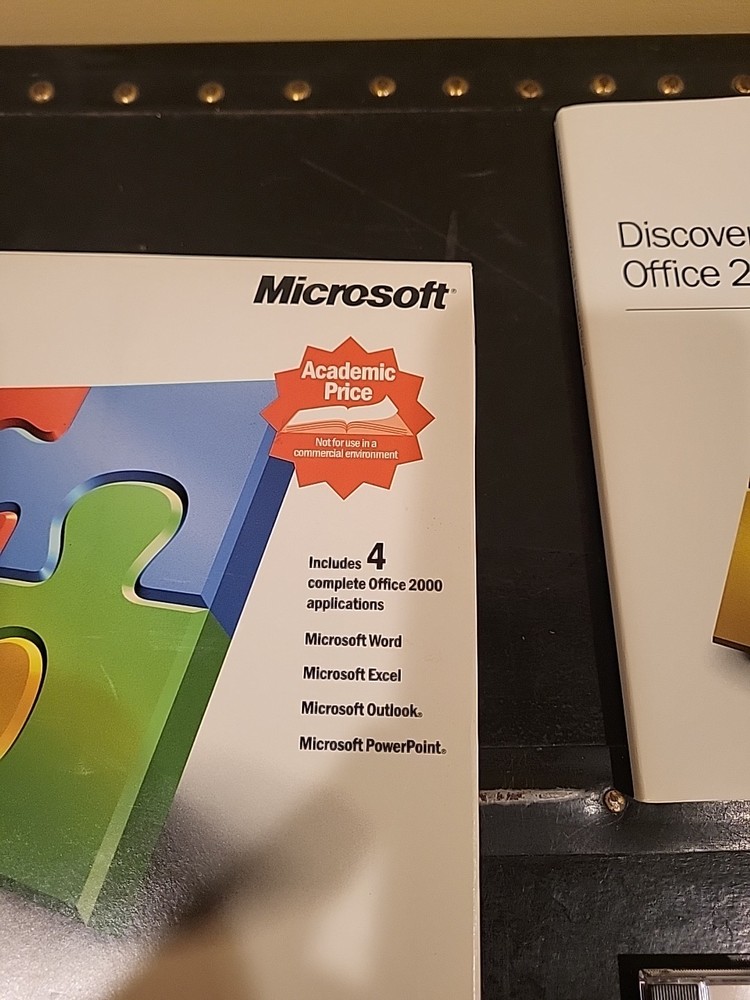 Microsoft®
Academic
Price
Not for use in a
commercial environment
Includes 4
complete Office 2000
applications
Microsoft Word
Microsoft Excel
Microsoft Outlook®
Microsoft PowerPoint®
Discover
Office 2